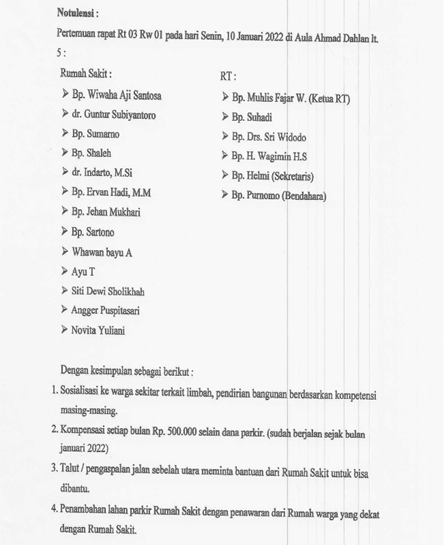 Notulensi :
Pertemuan rapat Rt 03 Rw 01 pada hari Senin, 10 Januari 2022 di Aula Ahmad Dahlan lt.
5 :
Rumah Sakit :
➤ Bp. Wiwaha Aji Santosa
➤ dr. Guntur Subiyantoro
➤ Bp. Sumarno
➤ Bp. Shaleh
➤ dr. Indarto, M.Si
➤ Bp. Ervan Hadi, M.M
➤ Bp. Jehan Mukhari
➤ Bp. Sartono
➤ Whawan bayu A
➤ Ayu T
➤ Siti Dewi Sholikhah
➤ Angger Puspitasari
➤ Novita Yuliani
RT :
➤ Bp. Muhlis Fajar W. (Ketua RT)
➤ Bp. Suhadi
➤ Bp. Drs. Sri Widodo
➤ Bp. H. Wagimin H.S
➤ Bp. Helmi (Sekretaris)
➤ Bp. Purnomo (Bendahara)
Dengan kesimpulan sebagai berikut :
1. Sosialisasi ke warga sekitar terkait limbah, pendirian bangunan berdasarkan kompetensi
masing-masing.
2. Kompensasi setiap bulan Rp. 500.000 selain dana parkir. (sudah berjalan sejak bulan
januari 2022)
3. Talut / pengaspalan jalan sebelah utara meminta bantuan dari Rumah Sakit untuk bisa
dibantu.
4. Penambahan lahan parkir Rumah Sakit dengan penawaran dari Rumah warga yang dekat
dengan Rumah Sakit.